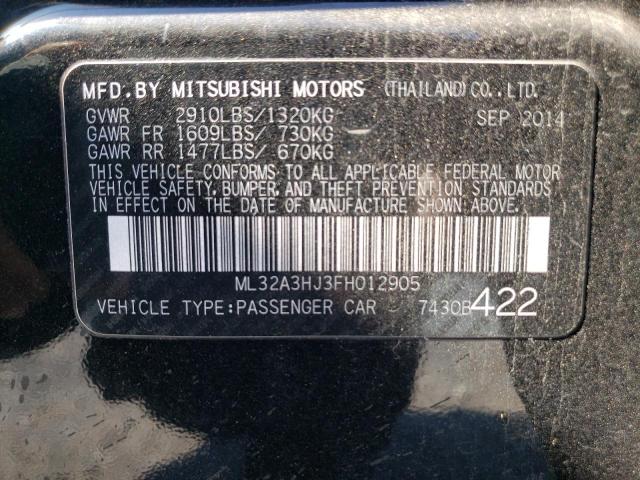 MFD.BY MITSUBISHI MOTORS (THAILAND)CO.,LTD.
GVWR 2910LBS/1320KG SEP 2014
GAWR FR 1609LBS/ 730KG
GAWR RR 1477LBS/ 670KG
THIS VEHICLE CONFORMS TO ALL APPLICABLE FEDERAL MOTOR
VEHICLE SAFETY, BUMPER, AND THEFT PREVENTION STANDARDS
IN EFFECT ON THE DATE OF MANUFACTURE SHOWN ABOVE.
ML32A3HJ3FH012905
VEHICLE TYPE:PASSENGER CAR 7430B422